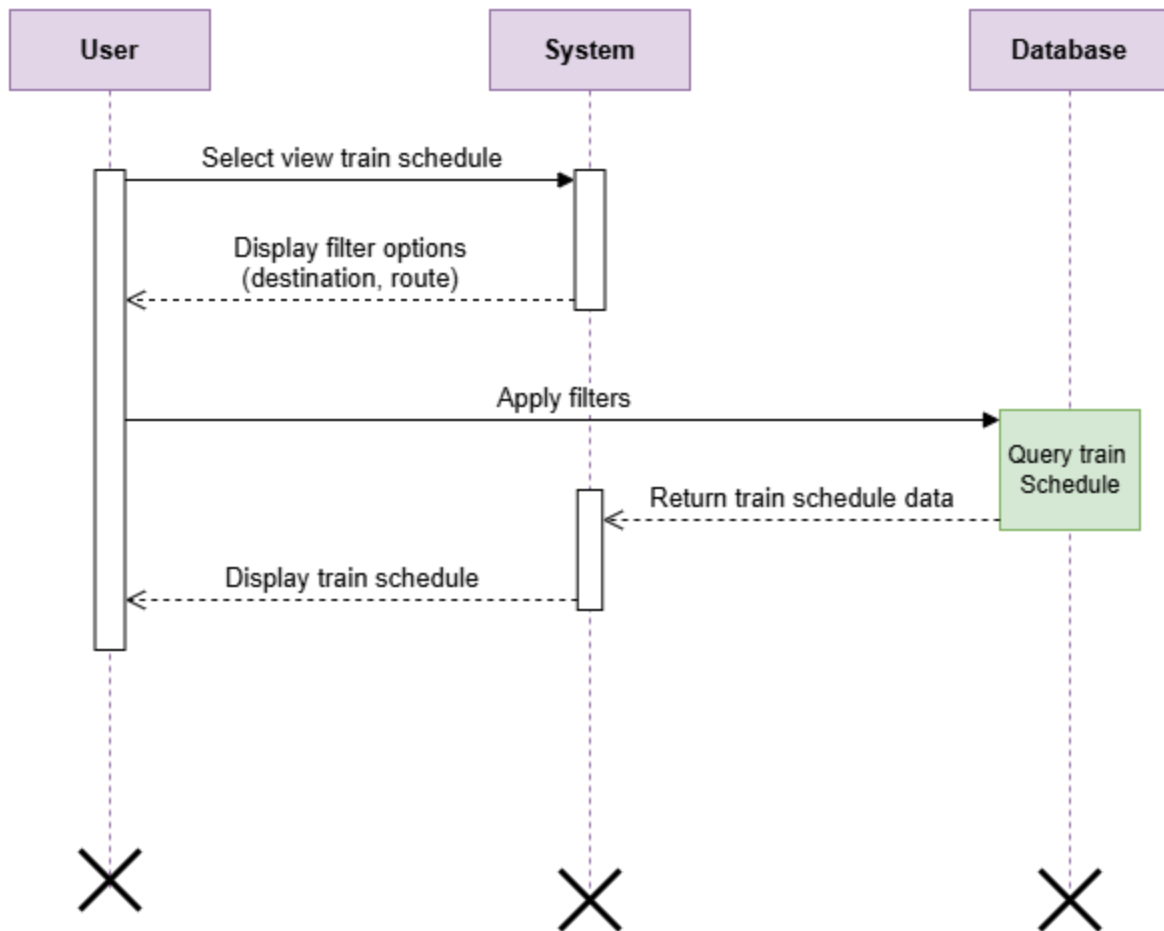 User
System
Database
Select view train schedule
Display filter options
(destination, route)
Apply filters
Query train
Schedule
Return train schedule data
Display train schedule